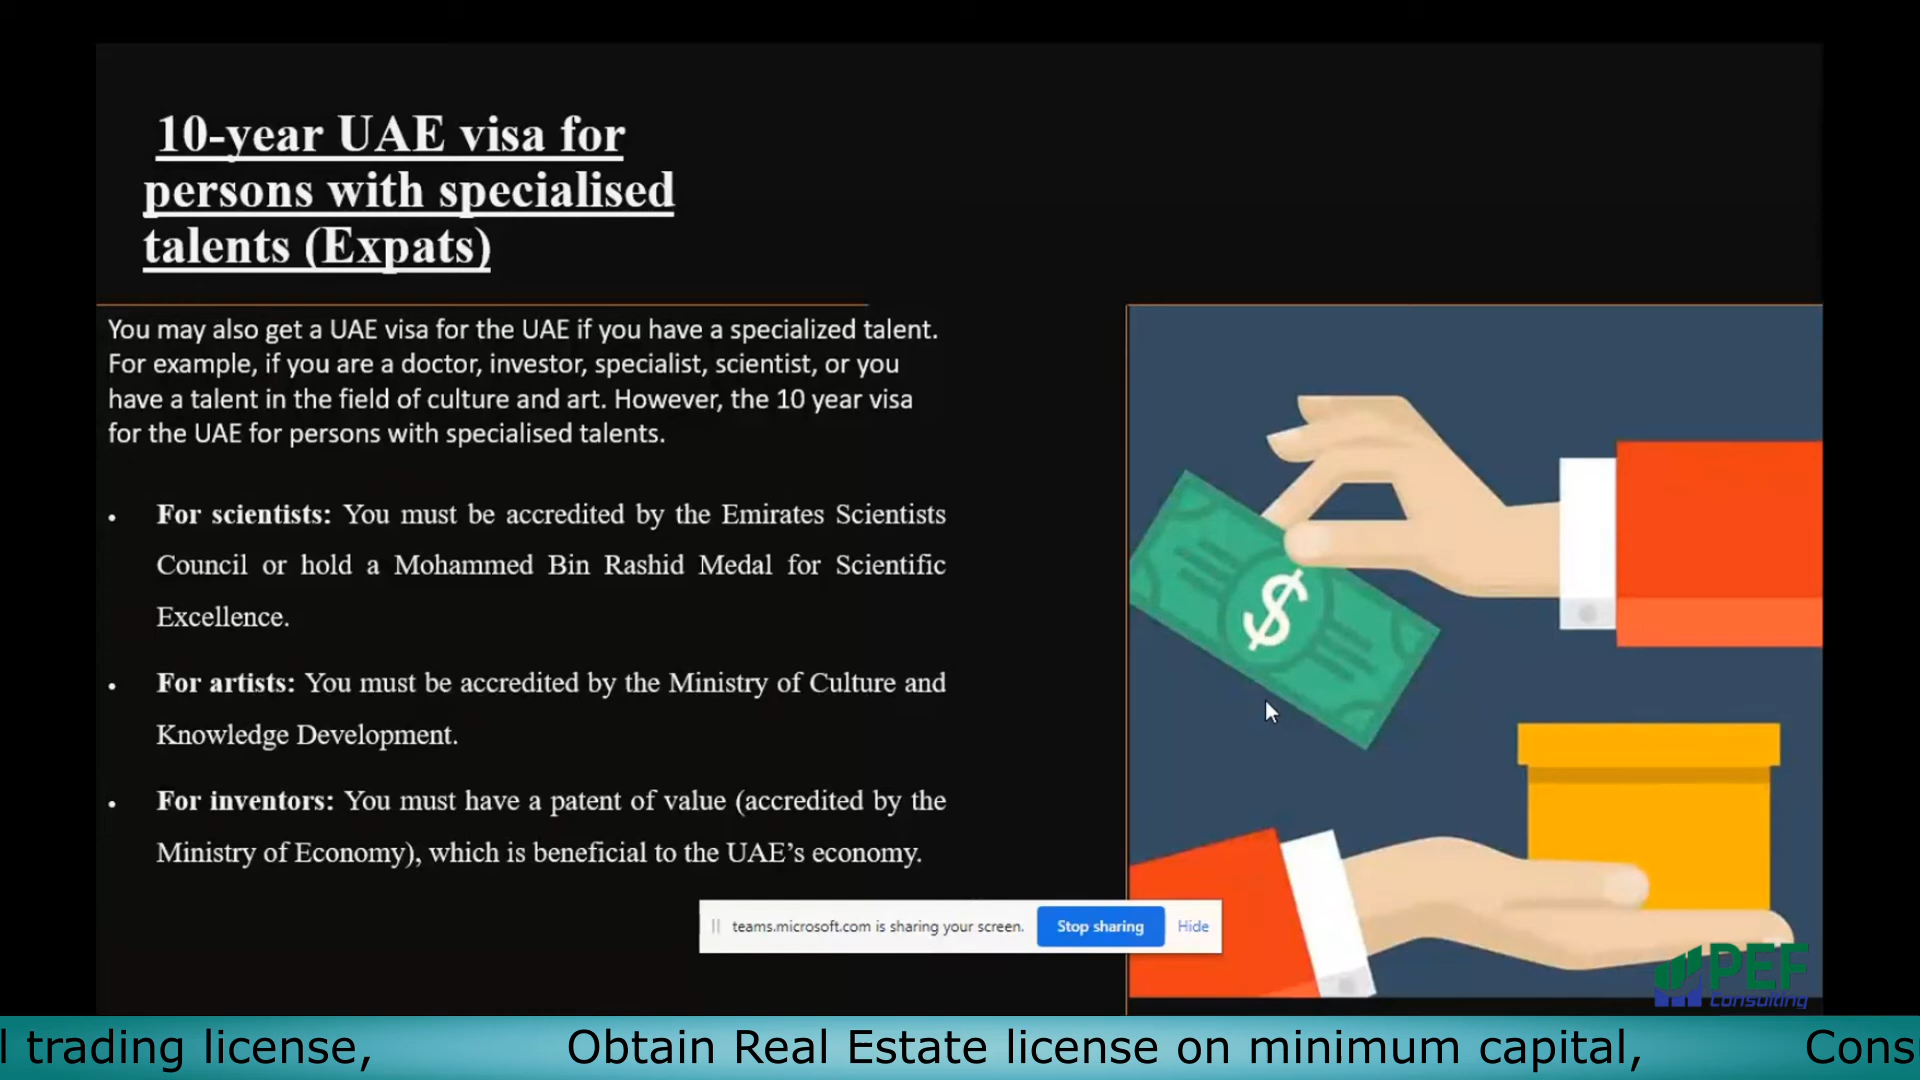 10-year UAE visa for
persons with specialised
talents (Expats)
You may also get a UAE visa for the UAE if you have a specialized talent.
For example, if you are a doctor, investor, specialist, scientist, or you
have a talent in the field of culture and art. However, the 10 year visa
for the UAE for persons with specialised talents.
• For scientists: You must be accredited by the Emirates Scientists
Council or hold a Mohammed Bin Rashid Medal for Scientific
Excellence.
• For artists: You must be accredited by the Ministry of Culture and
Knowledge Development.
• For inventors: You must have a patent of value (accredited by the
Ministry of Economy), which is beneficial to the UAE’s economy.
$
teams.microsoft.com is sharing your screen. Stop sharing Hide
PEF
Consulting
trading license, Obtain Real Estate license on minimum capital,